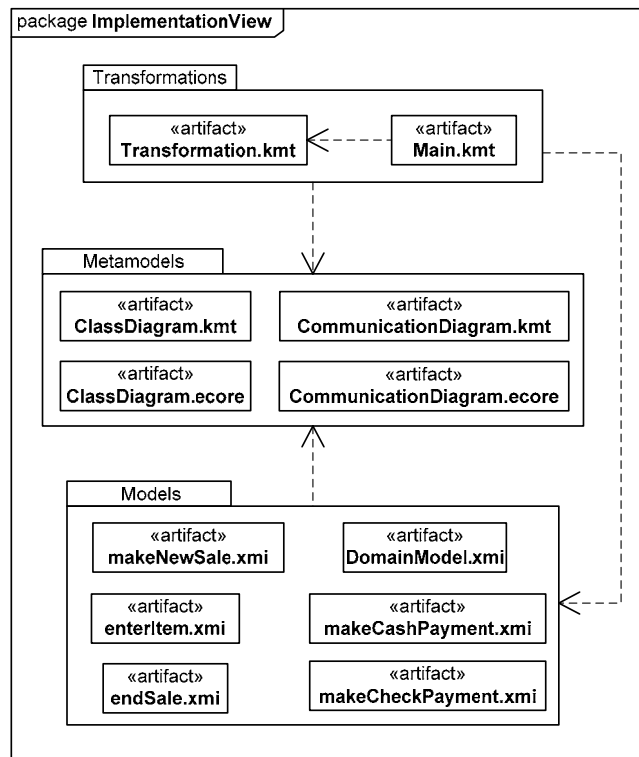 package ImplementationView
Transformations
«artifact»
Transformation.kmt
«artifact»
Main.kmt
Metamodels
«artifact»
ClassDiagram.kmt
«artifact»
CommunicationDiagram.kmt
«artifact»
ClassDiagram.ecore
«artifact»
CommunicationDiagram.ecore
Models
«artifact»
makeNewSale.xmi
«artifact»
DomainModel.xmi
«artifact»
enterItem.xmi
«artifact»
makeCashPayment.xmi
«artifact»
endSale.xmi
«artifact»
makeCheckPayment.xmi